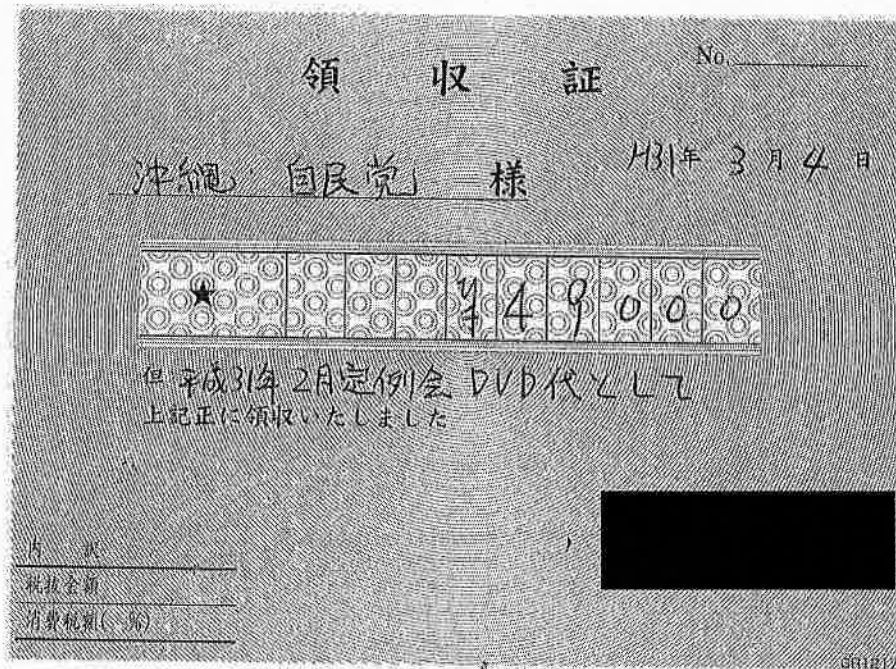 領収証
No.
沖縄 自民党 様
H31年 3月 4日
★ ¥49000
但 平成31年2月定例会 DVD代として
上記正に領収いたしました
内 訳
税抜金額
消費税額( %)